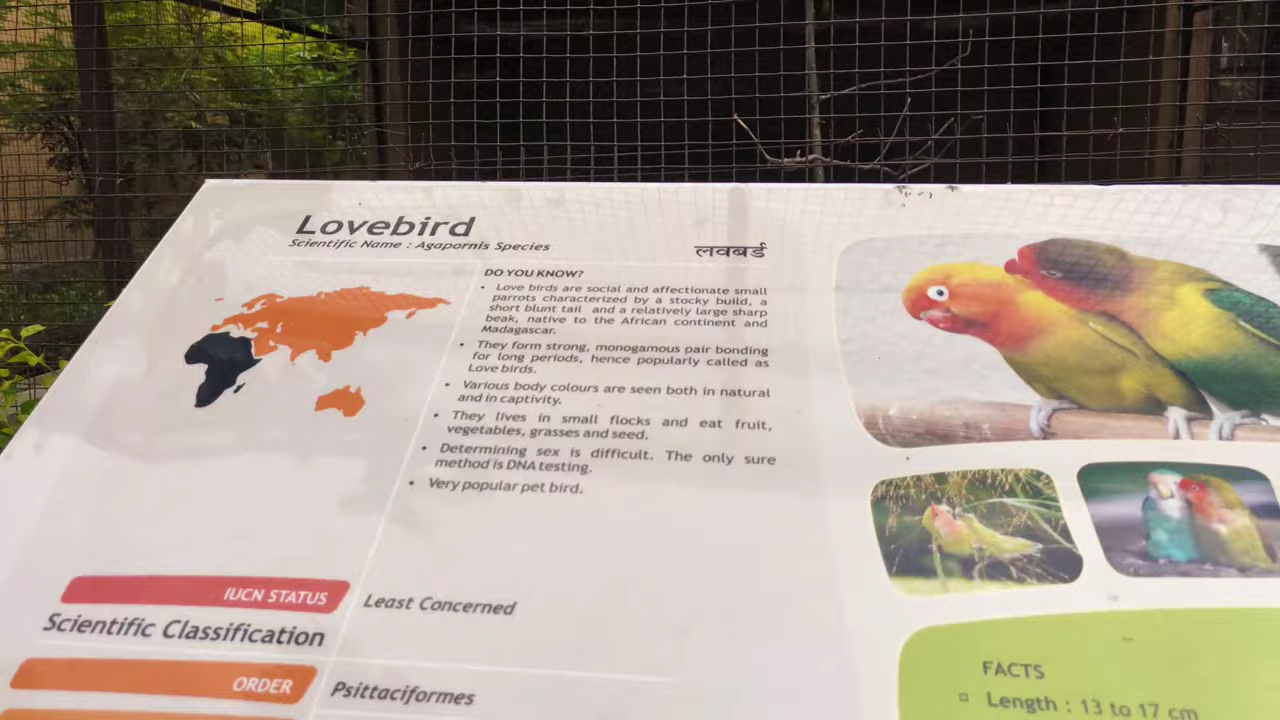 Lovebird
Scientific Name : Agapornis Species
लवबर्ड
DO YOU KNOW?
• Love birds are social and affectionate small
parrots characterized by a stocky build, a
short blunt tail and a relatively large sharp
beak, native to the African continent and
Madagascar.
• They form strong, monogamous pair bonding
for long periods, hence popularly called as
Love birds.
• Various body colours are seen both in natural
and in captivity.
• They lives in small flocks and eat fruit,
vegetables, grasses and seed.
• Determining sex is difficult. The only sure
method is DNA testing.
• Very popular pet bird.
IUCN STATUS
Least Concerned
Scientific Classification
ORDER
Psittaciformes
FACTS
Length : 13 to 17 cm